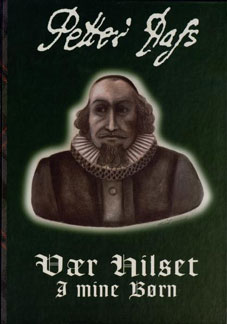 Petter Dass
Vær Hilset
I mine Børn